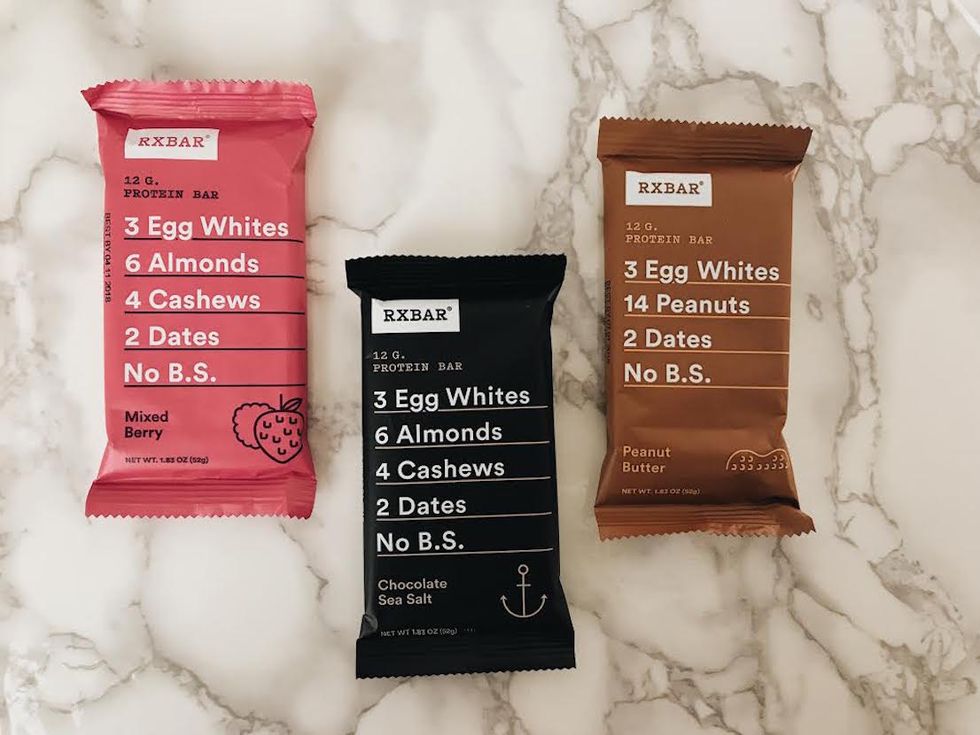 RXBAR®
12 G.
PROTEIN BAR
3 Egg Whites
6 Almonds
4 Cashews
2 Dates
No B.S.
Mixed
Berry
NET WT. 1.83 OZ (52g)
BEST BY 04 11 2018
RXBAR®
12 G.
PROTEIN BAR
3 Egg Whites
6 Almonds
4 Cashews
2 Dates
No B.S.
Chocolate
Sea Salt
NET WT 1.83 OZ (52g)
RXBAR®
12 G.
PROTEIN BAR
3 Egg Whites
14 Peanuts
2 Dates
No B.S.
Peanut
Butter
NET WT. 1.83 OZ (52g)